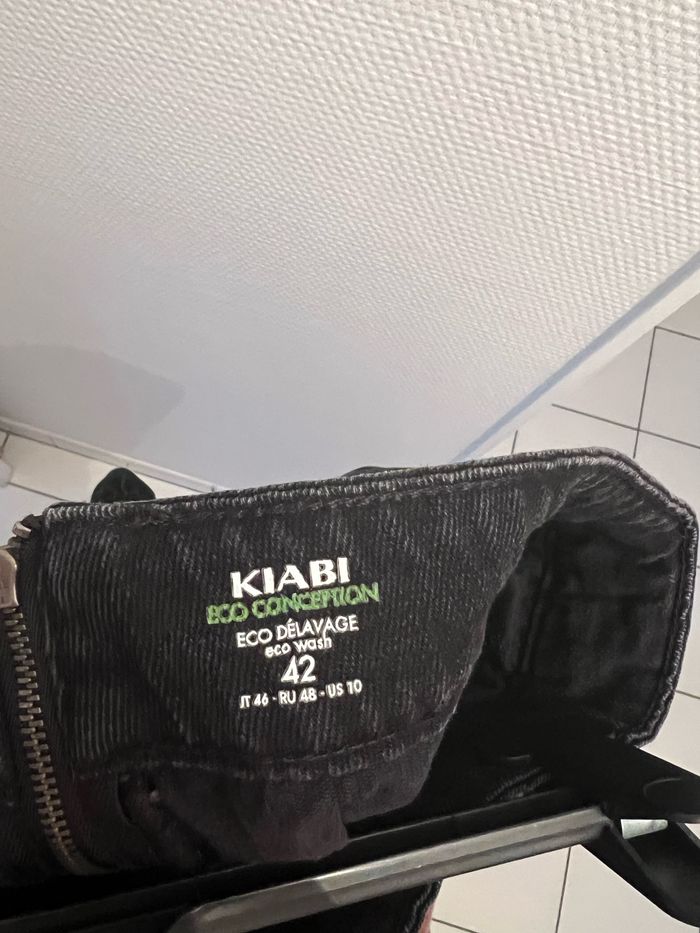 KIABI
ECO CONCEPTION
ECO DÉLAVAGE
eco wash
42
IT 46 - RU 48 - US 10